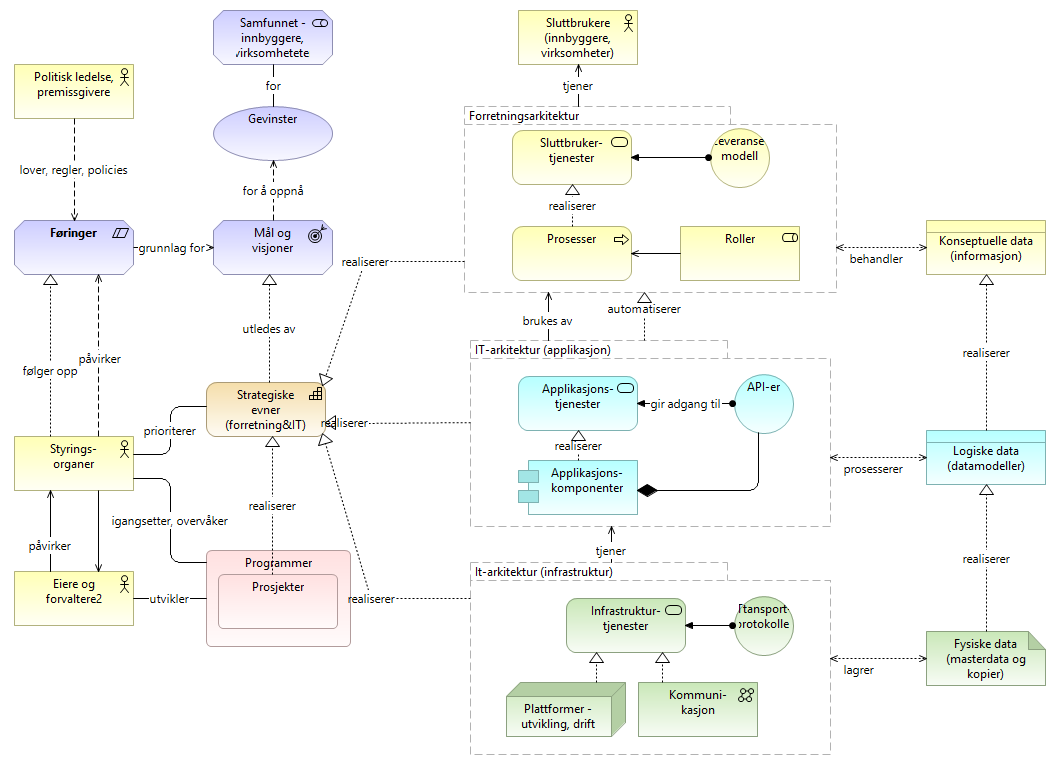 Samfunnet -
innbyggere,
virksomhetete
Sluttbrukere
(innbyggere,
virksomheter)
Politisk ledelse,
premissgivere
for
tjener
Gevinster
Forretningsarkitektur
Sluttbruker-
tjenester
Leveranse
modell
lover, regler, policies
for å oppnå
realiserer
Føringer
grunnlag for
Mål og
visjoner
realiserer
Prosesser
Roller
behandler
Konseptuelle data
(informasjon)
utledes av
brukes av
automatiserer
IT-arkitektur (applikasjon)
realiserer
følger opp
påvirker
Strategiske
evner
(forretning&IT)
realiserer
Applikasjons-
tjenester
gir adgang til
API-er
prioriterer
Styrings-
organer
realiserer
Applikasjons-
komponenter
prosesserer
Logiske data
(datamodeller)
realiserer
igangsetter, overvåker
påvirker
tjener
realiserer
It-arkitektur (infrastruktur)
Programmer
Prosjekter
Eiere og
forvaltere2
utvikler
realiserer
Infrastruktur-
tjenester
Transport-
protokolle
lagrer
Fysiske data
(masterdata og
kopier)
Plattformer -
utvikling, drift
Kommuni-
kasjon